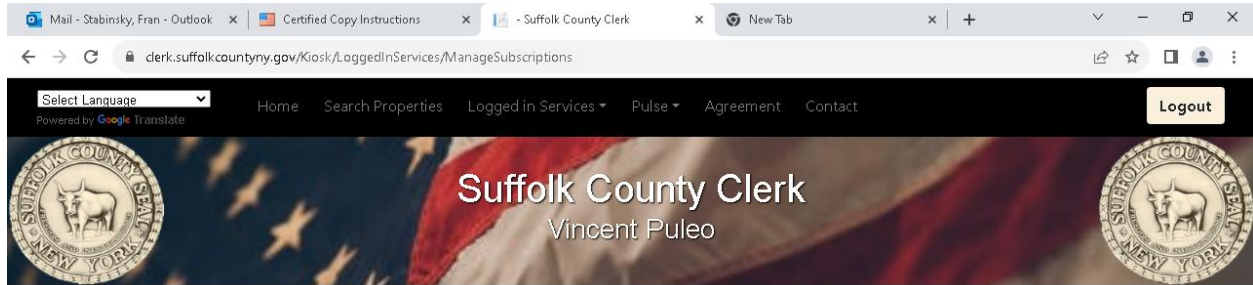 Mail - Stabinsky, Fran - Outlook
Certified Copy Instructions
- Suffolk County Clerk
New Tab
clerk.suffolkcountyny.gov/Kiosk/LoggedInServices/ManageSubscriptions
Select Language
Powered by Google Translate
Home Search Properties Logged in Services Pulse Agreement Contact
Logout
Suffolk County Clerk
Vincent Puleo
SUFFOLK COUNTY SEAL
NEW YORK
SUFFOLK COUNTY SEAL
NEW YORK